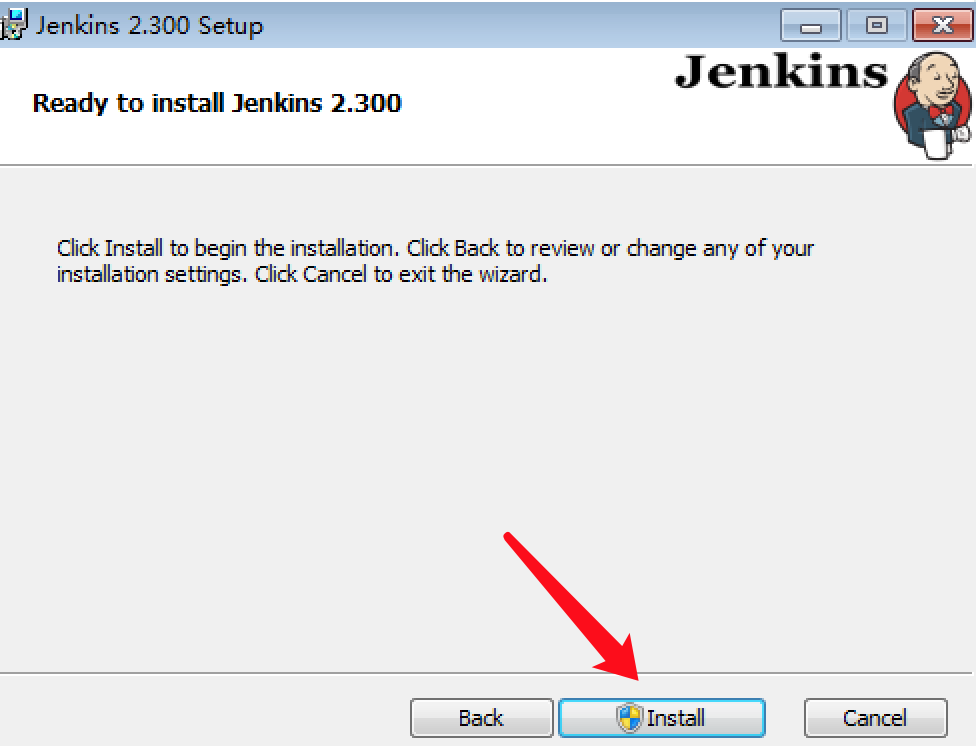 Jenkins 2.300 Setup
Jenkins
Ready to install Jenkins 2.300
Click Install to begin the installation. Click Back to review or change any of your
installation settings. Click Cancel to exit the wizard.
Back
Install
Cancel